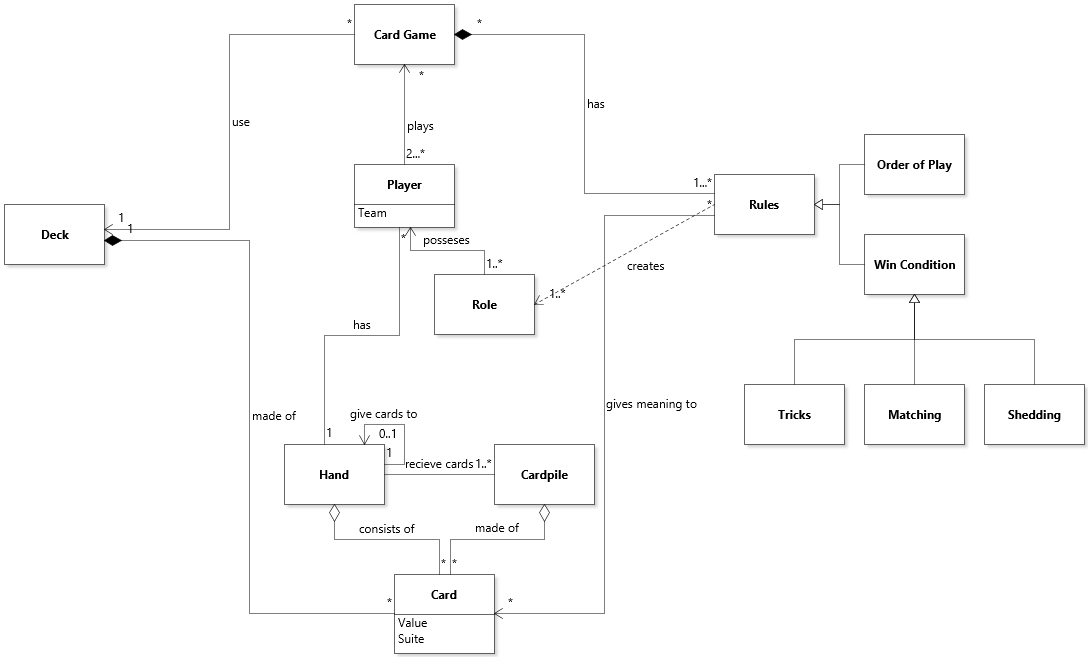 *
Card Game
*
*
has
use
plays
2...*
Order of Play
Player
1...*
Rules
*
Team
1
1
Deck
*
posseses
Win Condition
1..*
creates
1..*
Role
has
gives meaning to
made of
give cards to
Tricks
Matching
Shedding
1
0..1
1
recieve cards
1..*
Hand
Cardpile
consists of
made of
*
*
*
Card
*
Value
Suite